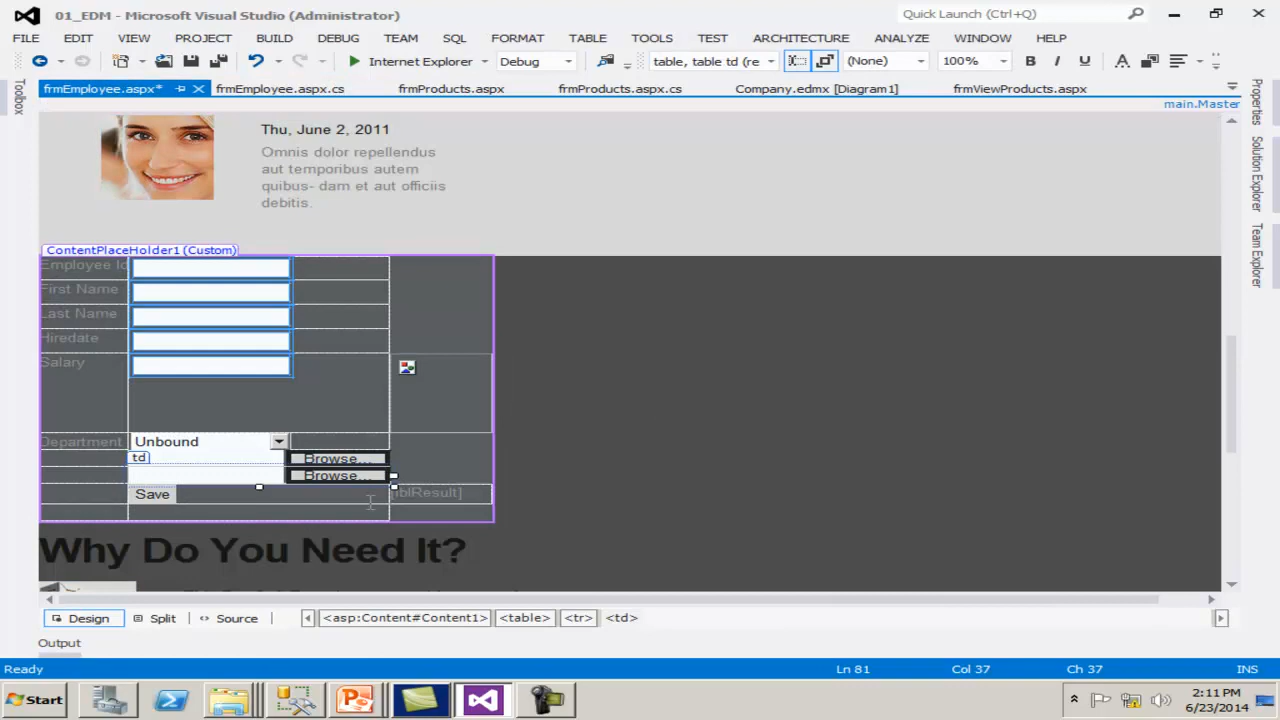 01_EDM - Microsoft Visual Studio (Administrator)
Quick Launch (Ctrl+Q)
FILE EDIT VIEW PROJECT BUILD DEBUG TEAM SQL FORMAT TABLE TOOLS TEST ARCHITECTURE ANALYZE WINDOW HELP
Internet Explorer Debug table, table td (re (None) 100% B I U A
frmEmployee.aspx* frmEmployee.aspx.cs frmProducts.aspx frmProducts.aspx.cs Company.edmx [Diagram1] frmViewProducts.aspx
Toolbox
main.Master
Properties
Solution Explorer
Team Explorer
Thu, June 2, 2011
Omnis dolor repellendus
aut temporibus autem
quibus- dam et aut officiis
debitis.
ContentPlaceHolder1 (Custom)
Employee Id
First Name
Last Name
Hiredate
Salary
Department Unbound
td Browse...
Browse...
Save [lblResult]
Why Do You Need It?
Design Split Source <asp:Content#Content1> <table> <tr> <td>
Output
Ready Ln 81 Col 37 Ch 37 INS
Start
2:11 PM
6/23/2014